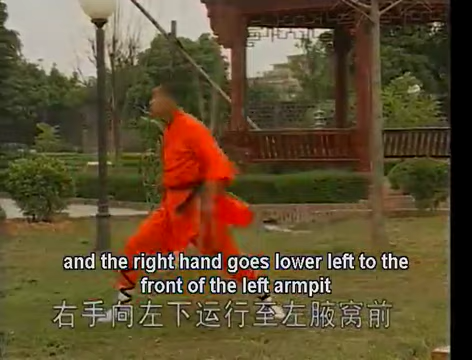 and the right hand goes lower left to the
front of the left armpit
右手间左下运行至左腋窝前